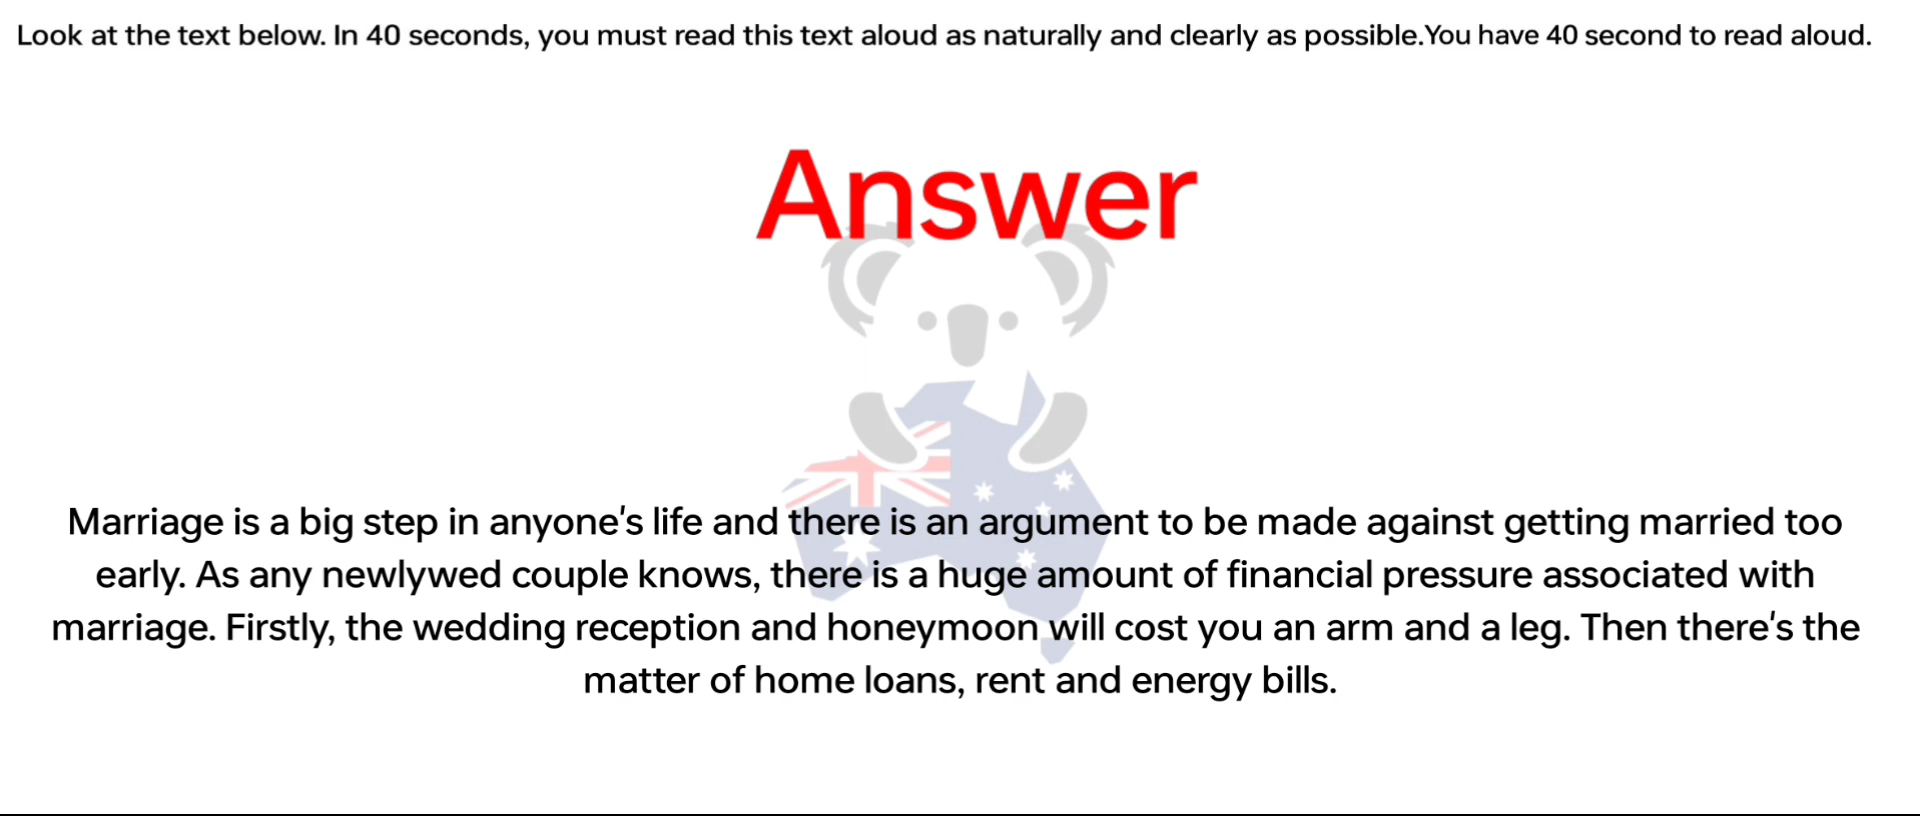 Look at the text below. In 40 seconds, you must read this text aloud as naturally and clearly as possible.You have 40 second to read aloud.
Answer
Marriage is a big step in anyone's life and there is an argument to be made against getting married too
early. As any newlywed couple knows, there is a huge amount of financial pressure associated with
marriage. Firstly, the wedding reception and honeymoon will cost you an arm and a leg. Then there's the
matter of home loans, rent and energy bills.